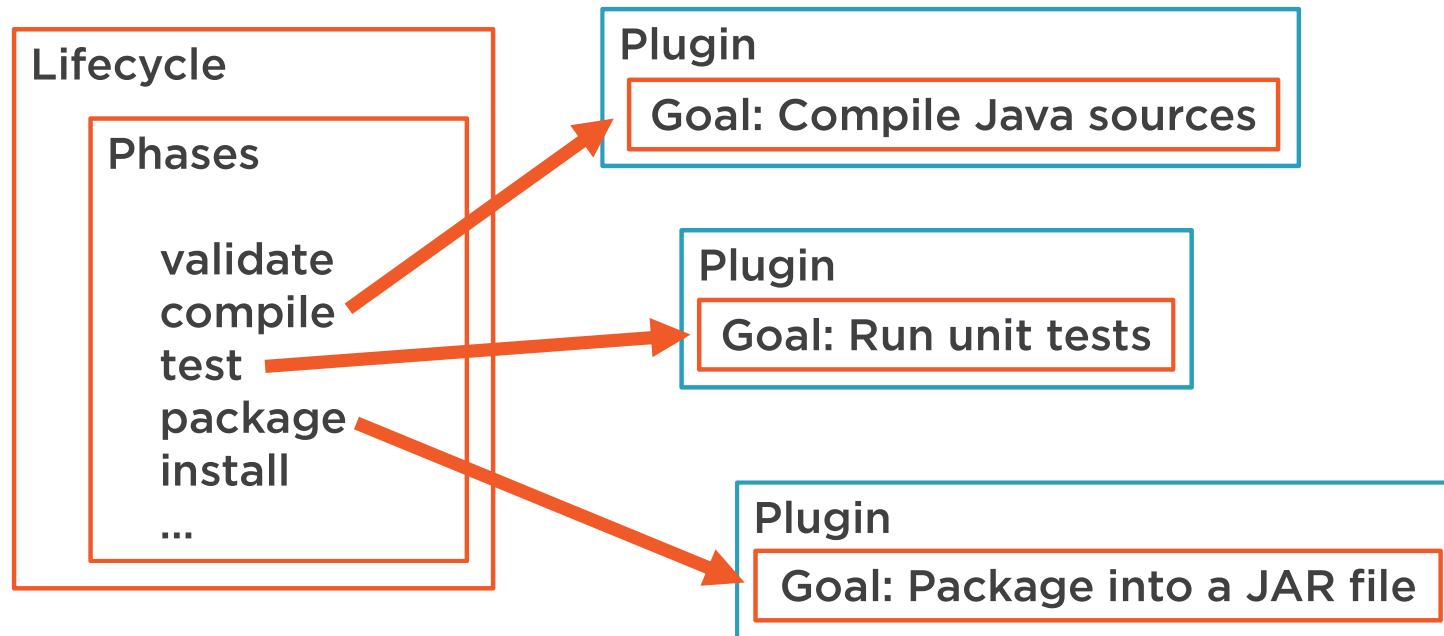 Lifecycle
Phases
validate
compile
test
package
install
...
Plugin
Goal: Compile Java sources
Plugin
Goal: Run unit tests
Plugin
Goal: Package into a JAR file